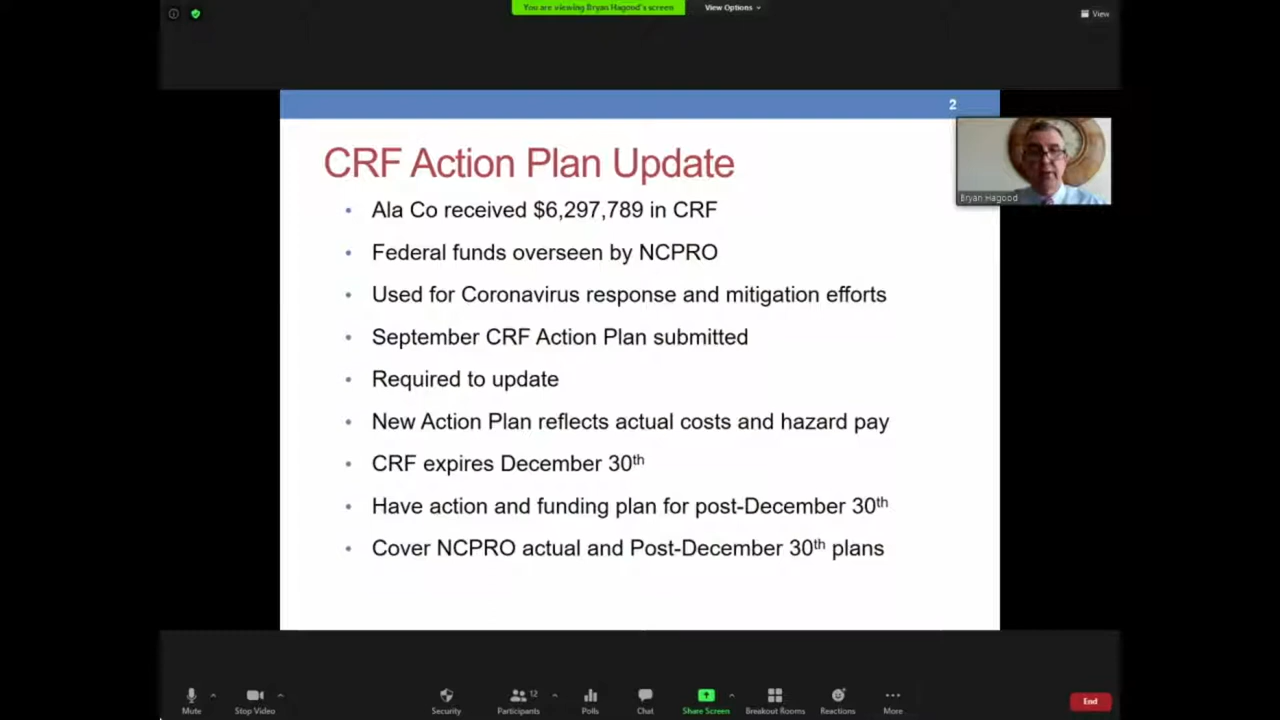 You are viewing Bryan Hagood's screen
View Options
View
2
CRF Action Plan Update
Bryan Hagood
• Ala Co received $6,297,789 in CRF
• Federal funds overseen by NCPRO
• Used for Coronavirus response and mitigation efforts
• September CRF Action Plan submitted
• Required to update
• New Action Plan reflects actual costs and hazard pay
• CRF expires December 30th
• Have action and funding plan for post-December 30th
• Cover NCPRO actual and Post-December 30th plans
Mute
Stop Video
Security
Participants
12
Polls
Chat
Share Screen
Breakout Rooms
Reactions
More
End